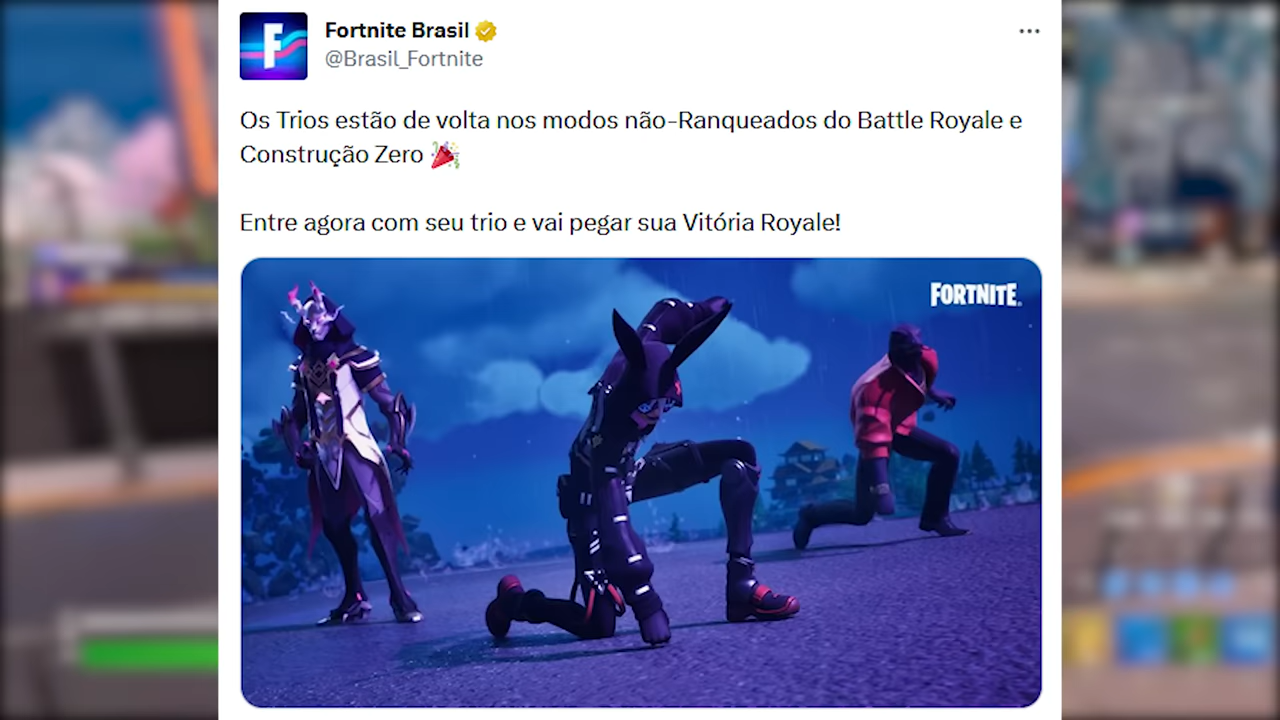 Fortnite Brasil
@Brasil_Fortnite
Os Trios estão de volta nos modos não-Ranqueados do Battle Royale e
Construção Zero 🎉
Entre agora com seu trio e vai pegar sua Vitória Royale!
FORTNITE